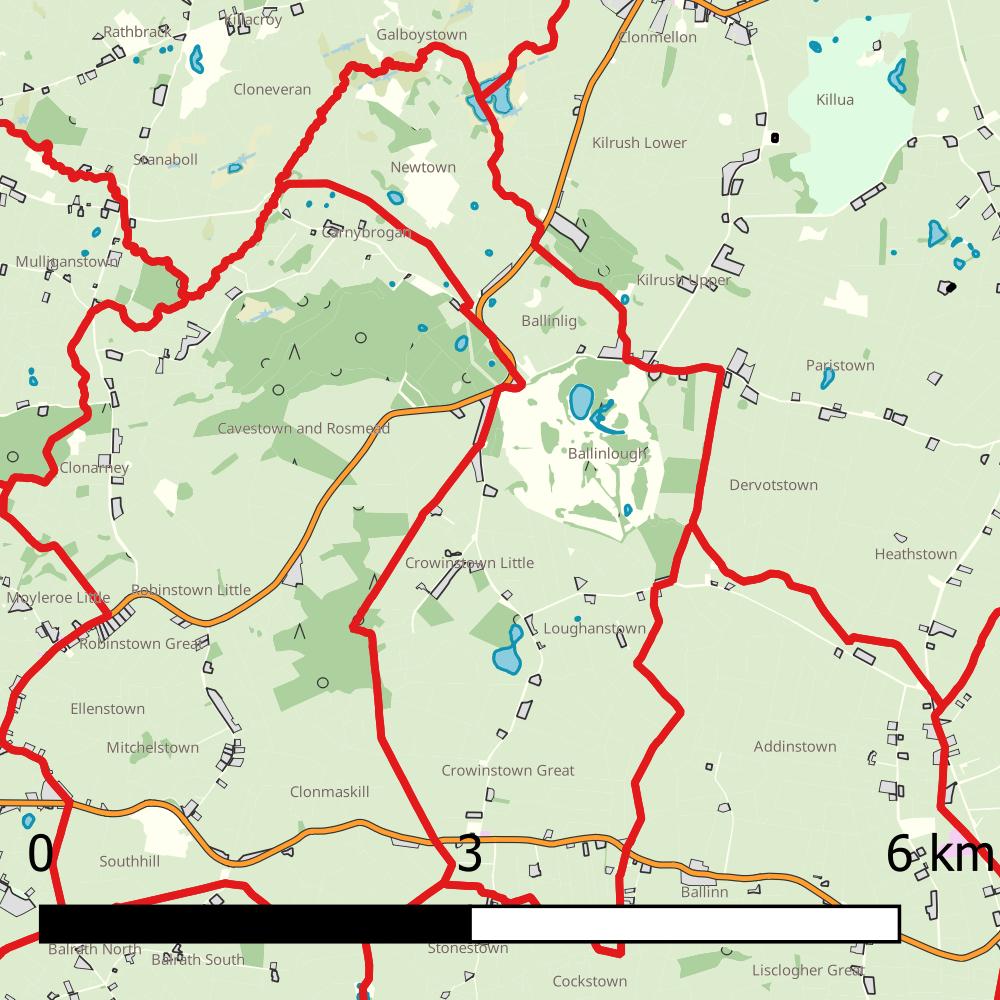 Killacroy
Rathbrack
Galboystown
Clonmellon
Cloneveran
Killua
Kilrush Lower
Stanaboll
Newtown
Carnybrogan
Mulliganstown
Kilrush Upper
Ballinlig
Paristown
Cavestown and Rosmead
Ballinlough
Clonarney
Dervotstown
Heathstown
Crowinstown Little
Robinstown Little
Moyleroe Little
Loughanstown
Robinstown Great
Ellenstown
Mitchelstown
Addinstown
Crowinstown Great
Clonmaskill
0
3
6 km
Southhill
Ballinn
Balrath North
Stonestown
Balrath South
Lisclogher Great
Cockstown